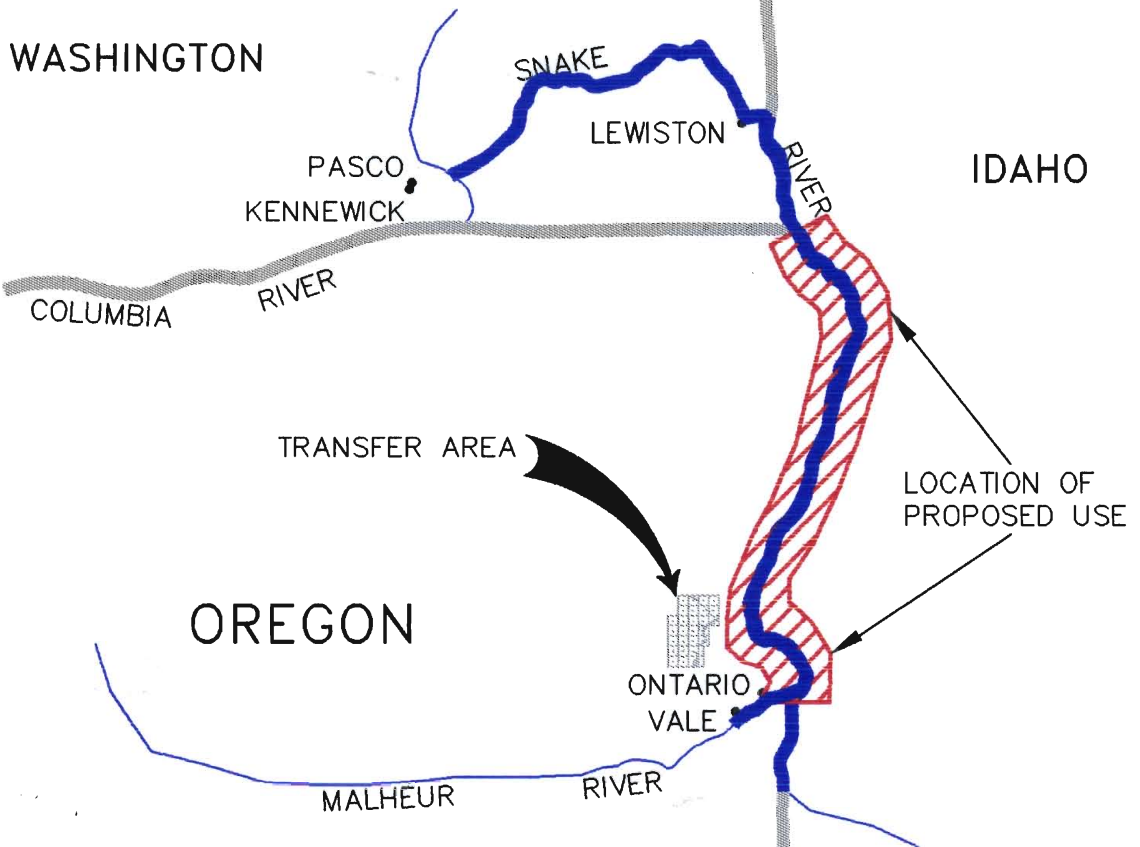 WASHINGTON
SNAKE
LEWISTON
RIVER
IDAHO
PASCO
KENNEWICK
COLUMBIA
RIVER
TRANSFER AREA
LOCATION OF
PROPOSED USE
OREGON
ONTARIO
VALE
MALHEUR
RIVER